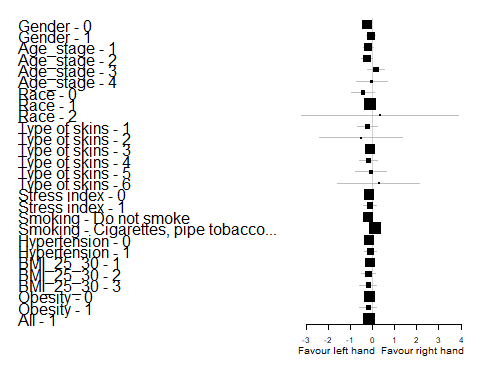 Gender - 0
Gender - 1
Age_stage - 1
Age_stage - 2
Age_stage - 3
Age_stage - 4
Race - 0
Race - 1
Race - 2
Type of skins - 1
Type of skins - 2
Type of skins - 3
Type of skins - 4
Type of skins - 5
Type of skins - 6
Stress index - 0
Stress index - 1
Smoking - Do not smoke
Smoking - Cigarettes, pipe tobacco...
Hypertension - 0
Hypertension - 1
BMI_25_30 - 1
BMI_25_30 - 2
BMI_25_30 - 3
Obesity - 0
Obesity - 1
All - 1
-3 -2 -1 0 1 2 3 4
Favour left hand Favour right hand